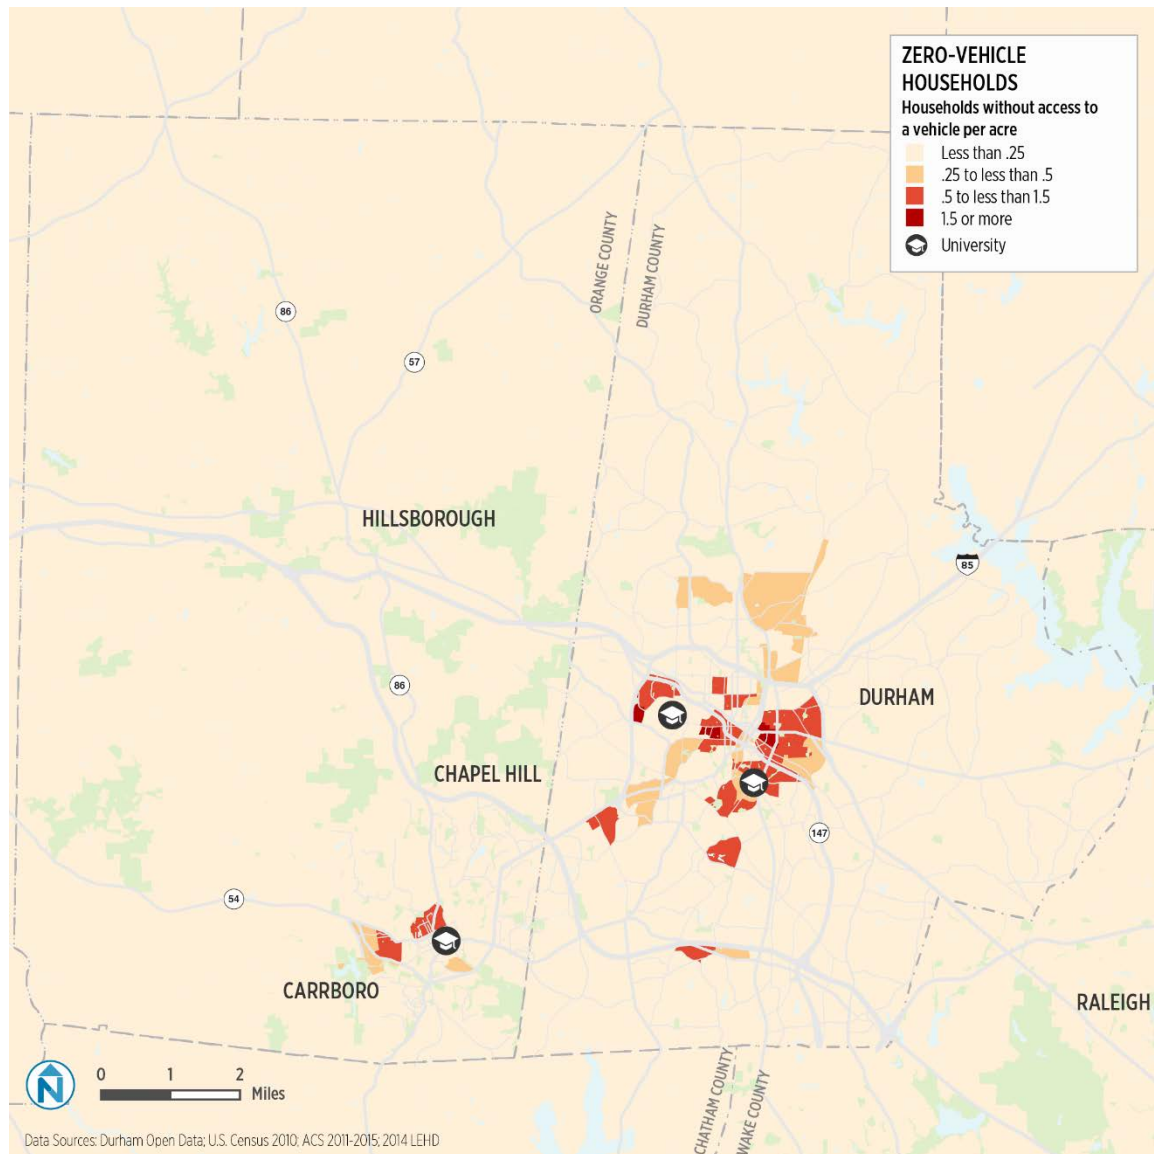 ZERO-VEHICLE
HOUSEHOLDS
Households without access to
a vehicle per acre
Less than .25
.25 to less than .5
.5 to less than 1.5
1.5 or more
University
ORANGE COUNTY
DURHAM COUNTY
86
57
HILLSBOROUGH
85
86
DURHAM
CHAPEL HILL
147
54
CARRBORO
RALEIGH
CHATHAM COUNTY
WAKE COUNTY
N
0 1 2
Miles
Data Sources: Durham Open Data; U.S. Census 2010; ACS 2011-2015; 2014 LEHD